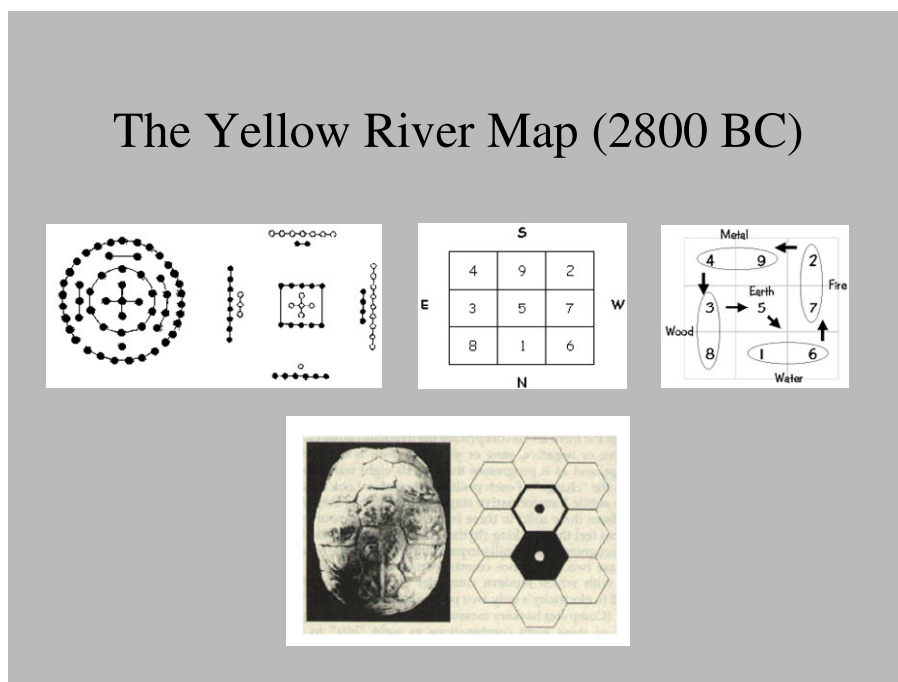 The Yellow River Map (2800 BC)
S
4 9 2
E 3 5 7 W
8 1 6
N
Metal
4 9 2
Fire
Earth
3 5 7
Wood
8 1 6
Water